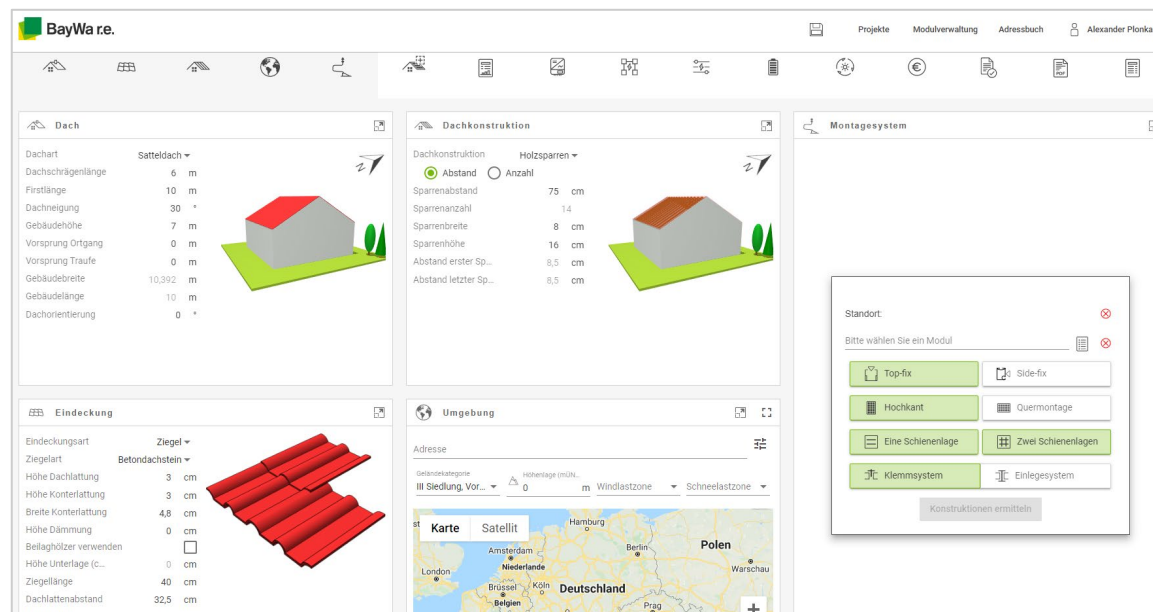 BayWa r.e.
Projekte
Modulverwaltung
Adressbuch
Alexander Plonka
Dach
Dachart Satteldach
Dachschrägenlänge 6 m
Firstlänge 10 m
Dachneigung 30 °
Gebäudehöhe 7 m
Vorsprung Ortgang 0 m
Vorsprung Traufe 0 m
Gebäudebreite 10,392 m
Gebäudelänge 10 m
Dachorientierung 0 °
N
Dachkonstruktion
Dachkonstruktion Holzsparren
Abstand Anzahl
Sparrenabstand 75 cm
Sparrenanzahl 14
Sparrenbreite 8 cm
Sparrenhöhe 16 cm
Abstand erster Sp... 8,5 cm
Abstand letzter Sp... 8,5 cm
N
Montagesystem
Standort:
Bitte wählen Sie ein Modul
Top-fix Side-fix
Hochkant Quermontage
Eine Schienenlage Zwei Schienenlagen
Klemmsystem Einlegesystem
Konstruktionen ermitteln
Eindeckung
Eindeckungsart Ziegel
Ziegelart Betondachstein
Höhe Dachlattung 3 cm
Höhe Konterlattung 3 cm
Breite Konterlattung 4,8 cm
Höhe Dämmung 0 cm
Beilaghölzer verwenden
Höhe Unterlage (c... 0 cm
Ziegellänge 40 cm
Dachlattenabstand 32,5 cm
Umgebung
Adresse
Geländekategorie
III Siedlung, Vor...
Höhenlage (müN...
0 m
Windlastzone
Schneelastzone
Karte Satellit
Hamburg
Amsterdam
Berlin
Polen
Niederlande
Warschau
London
Brüssel
Köln
Deutschland
Belgien
Prag
PDF